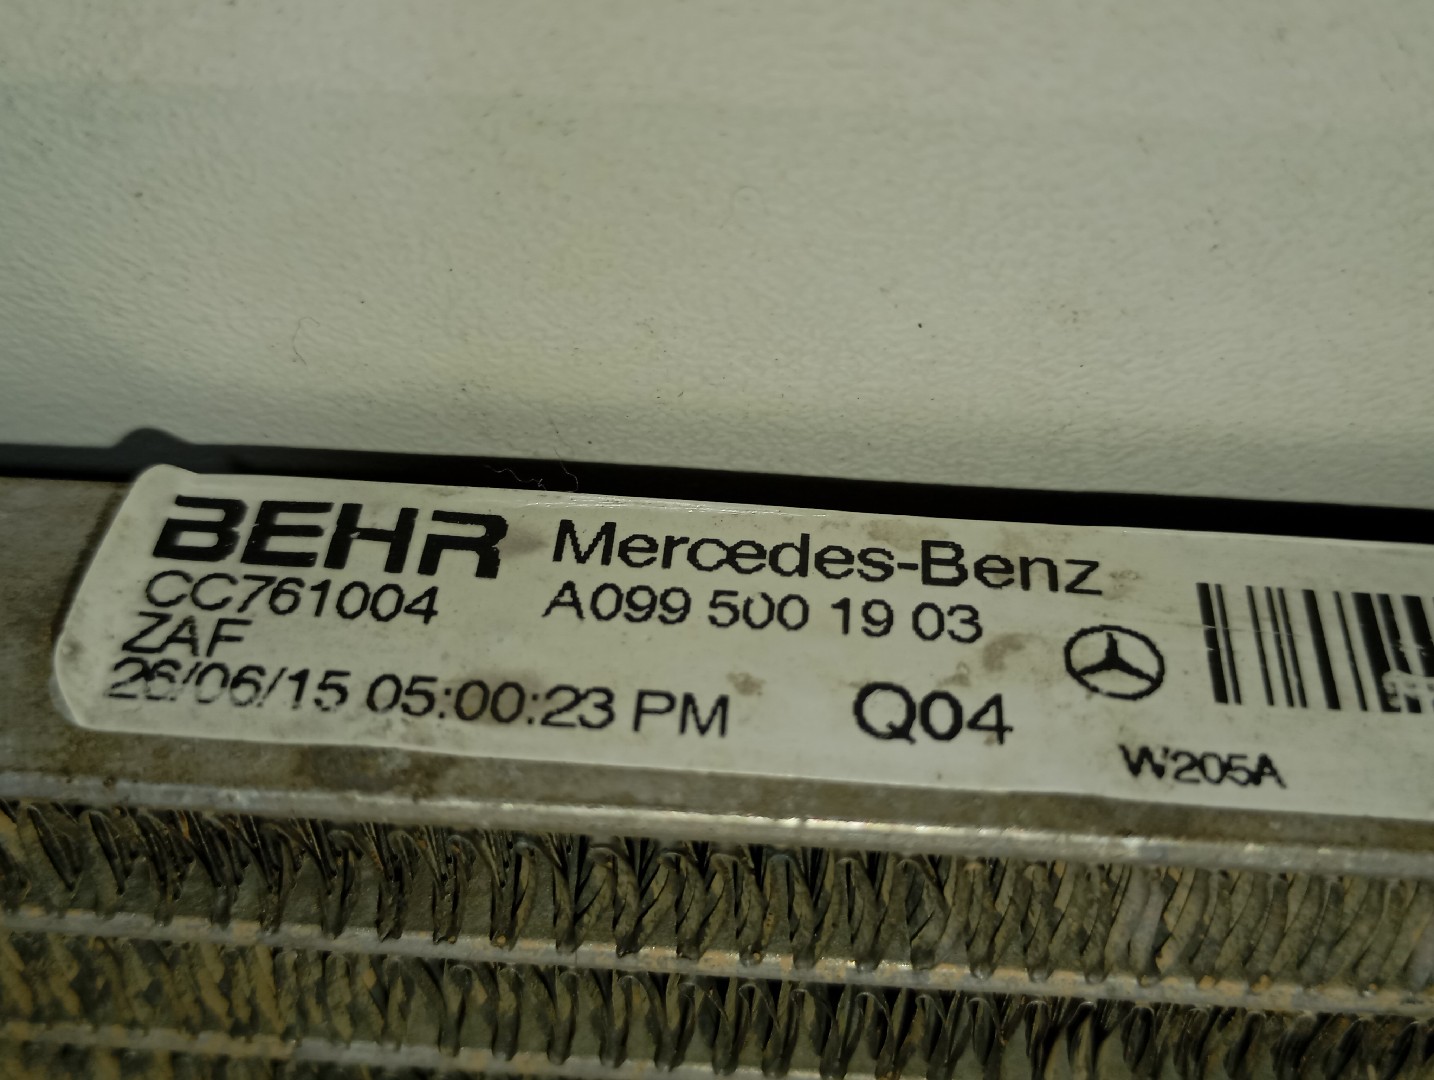 BEHR Mercedes-Benz
CC761004 A099 500 19 03
ZAF
26/06/15 05:00:23 PM Q04
W205A